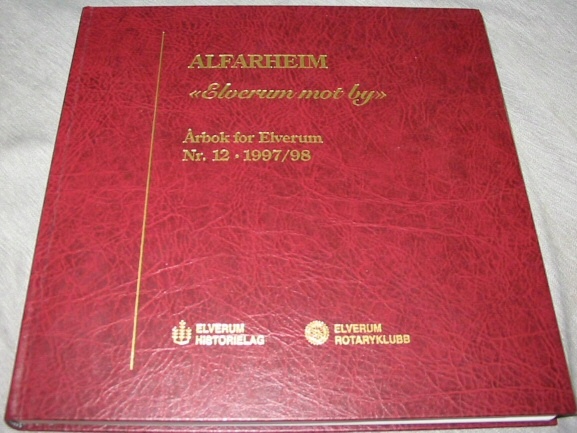 ALFARHEIM
«Elverum mot by»
Årbok for Elverum
Nr. 12 • 1997/98
ELVERUM
HISTORIELAG
ELVERUM
ROTARYKLUBB